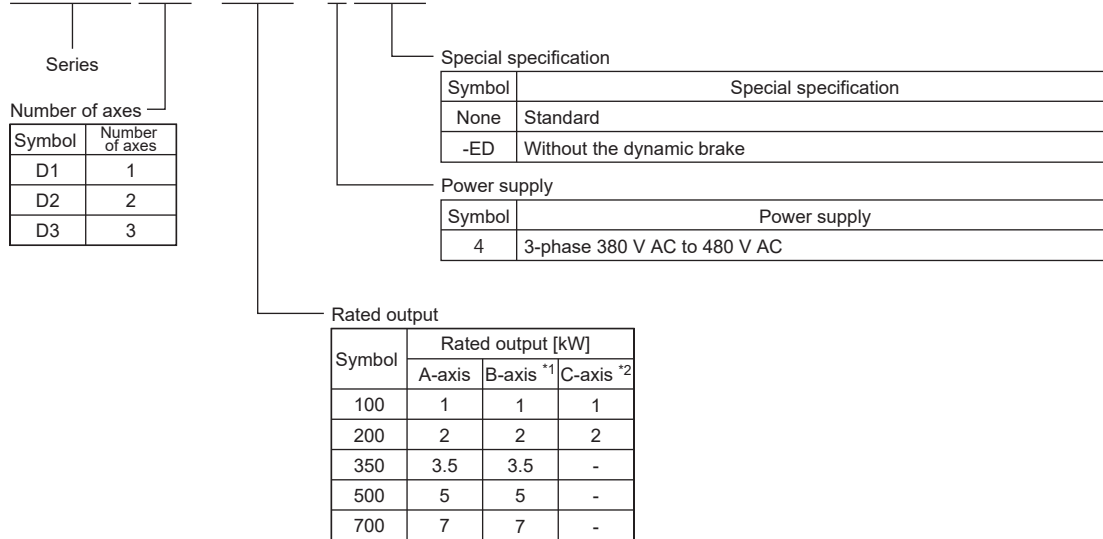 Series
Number of axes
Symbol Number of axes
D1 1
D2 2
D3 3
Special specification
Symbol Special specification
None Standard
-ED Without the dynamic brake
Power supply
Symbol Power supply
4 3-phase 380 V AC to 480 V AC
Rated output
Symbol Rated output [kW]
A-axis B-axis *1 C-axis *2
100 1 1 1
200 2 2 2
350 3.5 3.5 -
500 5 5 -
700 7 7 -